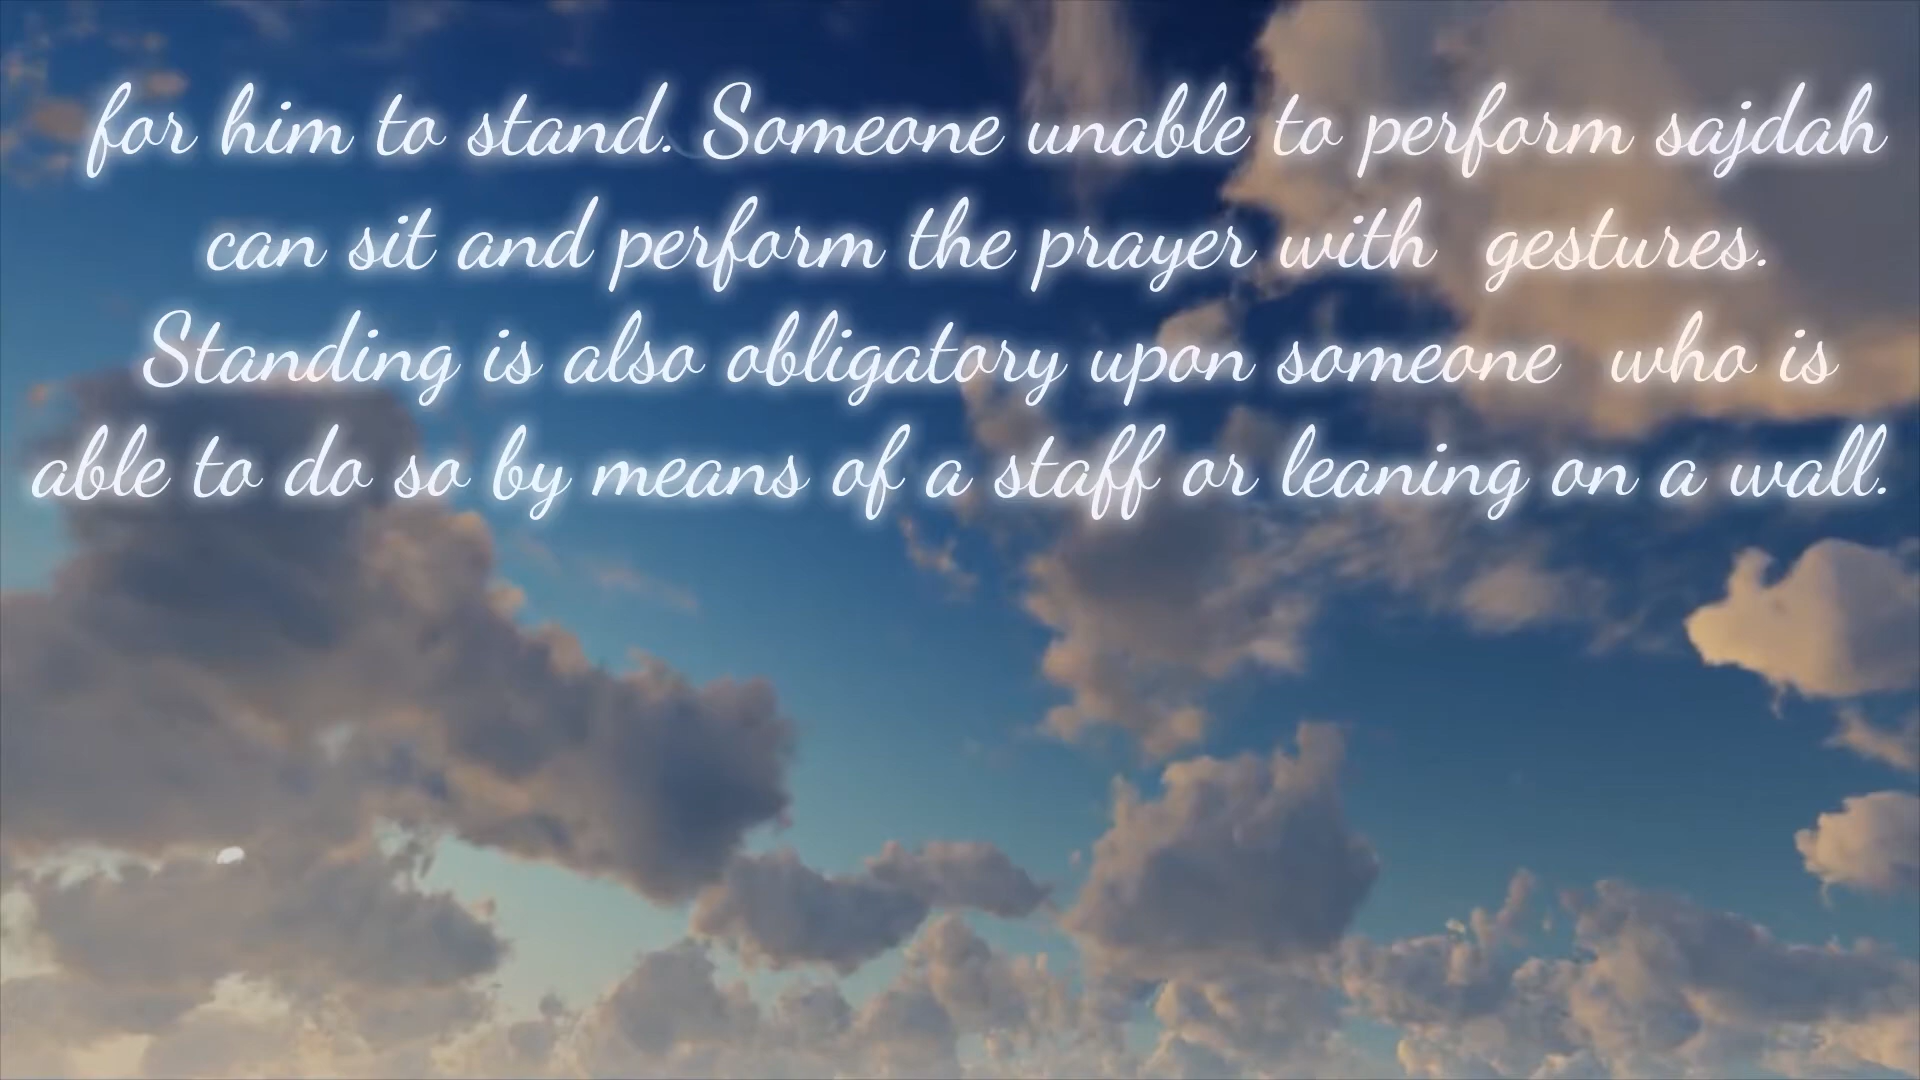 for him to stand. Someone unable to perform sajdah
can sit and perform the prayer with gestures.
Standing is also obligatory upon someone who is
able to do so by means of a staff or leaning on a wall.